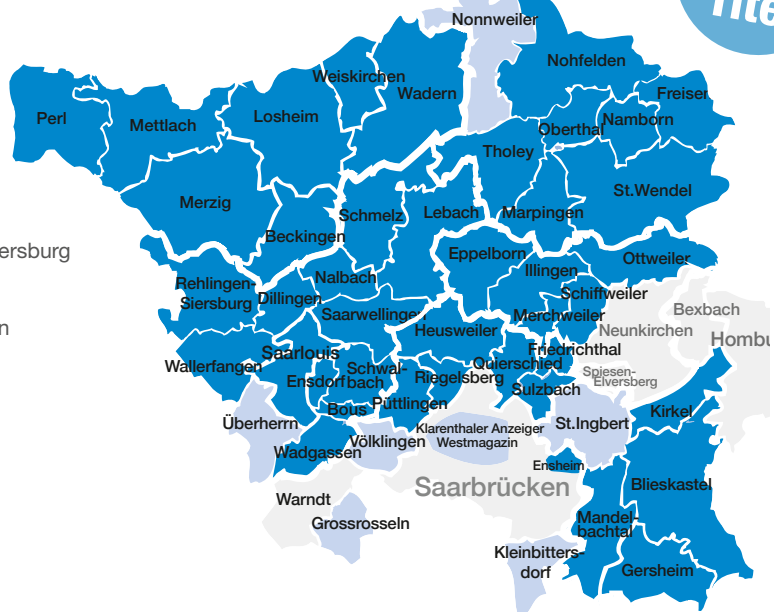 Nonnweiler
Nohfelden
Weiskirchen
Wadern
Freisen
Losheim
Perl
Mettlach
Oberthal
Namborn
Tholey
St.Wendel
Merzig
Schmelz
Lebach
Marpingen
Beckingen
ersburg
Eppelborn
Ottweiler
Illingen
Nalbach
Rehlingen-
Siersburg
Dillingen
Schiffweiler
Bexbach
Saarwellingen
Merchweiler
n
Heusweiler
Neunkirchen
Hombu
Saarlouis
Friedrichthal
Wallerfangen
Quierschied
Schwal-
bach
Ensdorf
Riegelsberg
Spiesen-
Elversberg
Sulzbach
Bous
Püttlingen
Kirkel
Überherrn
St.Ingbert
Klarenthaler Anzeiger
Westmagazin
Völklingen
Wadgassen
Ensheim
Saarbrücken
Blieskastel
Warndt
Grossrosseln
Mandel-
bachtal
Kleinbitters-
dorf
Gersheim